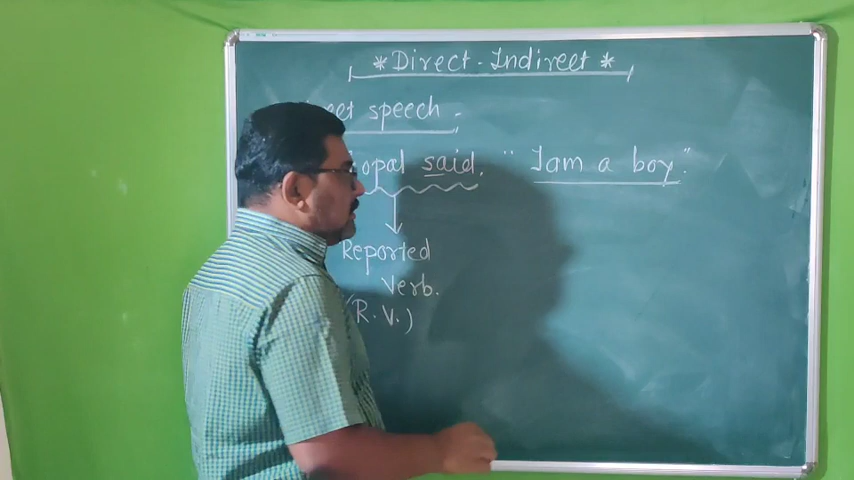 * Direct - Indirect *
speech -
said, " I am a boy."
Reported
Verb.
(R.V.)